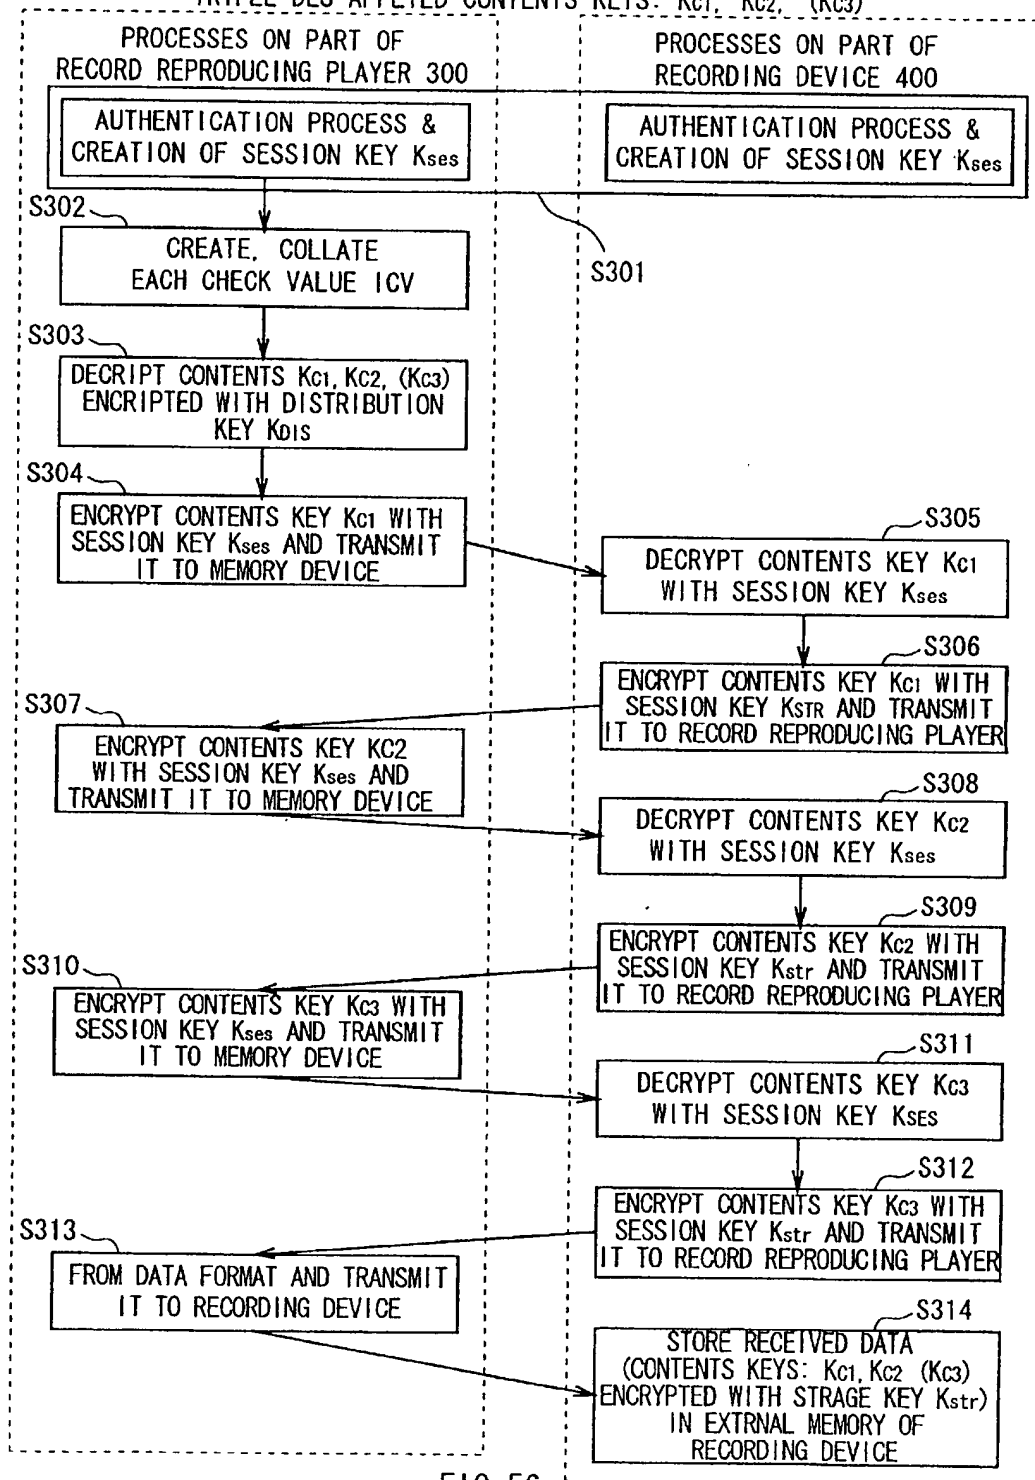 TRIPLE DES APPLIED CONTENTS KEYS: Kc1, Kc2, (Kc3)
PROCESSES ON PART OF
RECORD REPRODUCING PLAYER 300
PROCESSES ON PART OF
RECORDING DEVICE 400
AUTHENTICATION PROCESS &
CREATION OF SESSION KEY Kses
AUTHENTICATION PROCESS &
CREATION OF SESSION KEY Kses
S301
S302
CREATE, COLLATE
EACH CHECK VALUE ICV
S303
DECRIPT CONTENTS Kc1, Kc2, (Kc3)
ENCRIPTED WITH DISTRIBUTION
KEY KDIS
S304
ENCRYPT CONTENTS KEY Kc1 WITH
SESSION KEY Kses AND TRANSMIT
IT TO MEMORY DEVICE
S305
DECRYPT CONTENTS KEY Kc1
WITH SESSION KEY Kses
S306
ENCRYPT CONTENTS KEY Kc1 WITH
SESSION KEY KSTR AND TRANSMIT
IT TO RECORD REPRODUCING PLAYER
S307
ENCRYPT CONTENTS KEY KC2
WITH SESSION KEY Kses AND
TRANSMIT IT TO MEMORY DEVICE
S308
DECRYPT CONTENTS KEY Kc2
WITH SESSION KEY Kses
S309
ENCRYPT CONTENTS KEY Kc2 WITH
SESSION KEY Kstr AND TRANSMIT
IT TO RECORD REPRODUCING PLAYER
S310
ENCRYPT CONTENTS KEY Kc3 WITH
SESSION KEY Kses AND TRANSMIT
IT TO MEMORY DEVICE
S311
DECRYPT CONTENTS KEY Kc3
WITH SESSION KEY KSES
S312
ENCRYPT CONTENTS KEY Kc3 WITH
SESSION KEY Kstr AND TRANSMIT
IT TO RECORD REPRODUCING PLAYER
S313
FROM DATA FORMAT AND TRANSMIT
IT TO RECORDING DEVICE
S314
STORE RECEIVED DATA
(CONTENTS KEYS: Kc1, Kc2 (Kc3)
ENCRYPTED WITH STRAGE KEY Kstr)
IN EXTRNAL MEMORY OF
RECORDING DEVICE